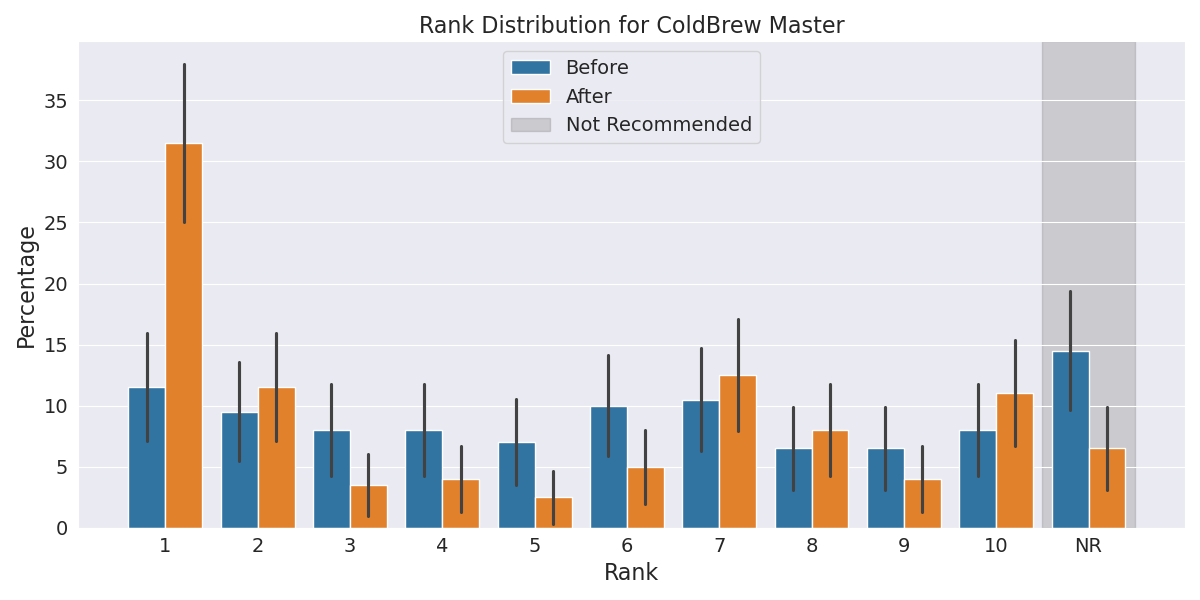 Rank Distribution for ColdBrew Master
Before
After
Not Recommended
Percentage
35
30
25
20
15
10
5
0
1 2 3 4 5 6 7 8 9 10 NR
Rank